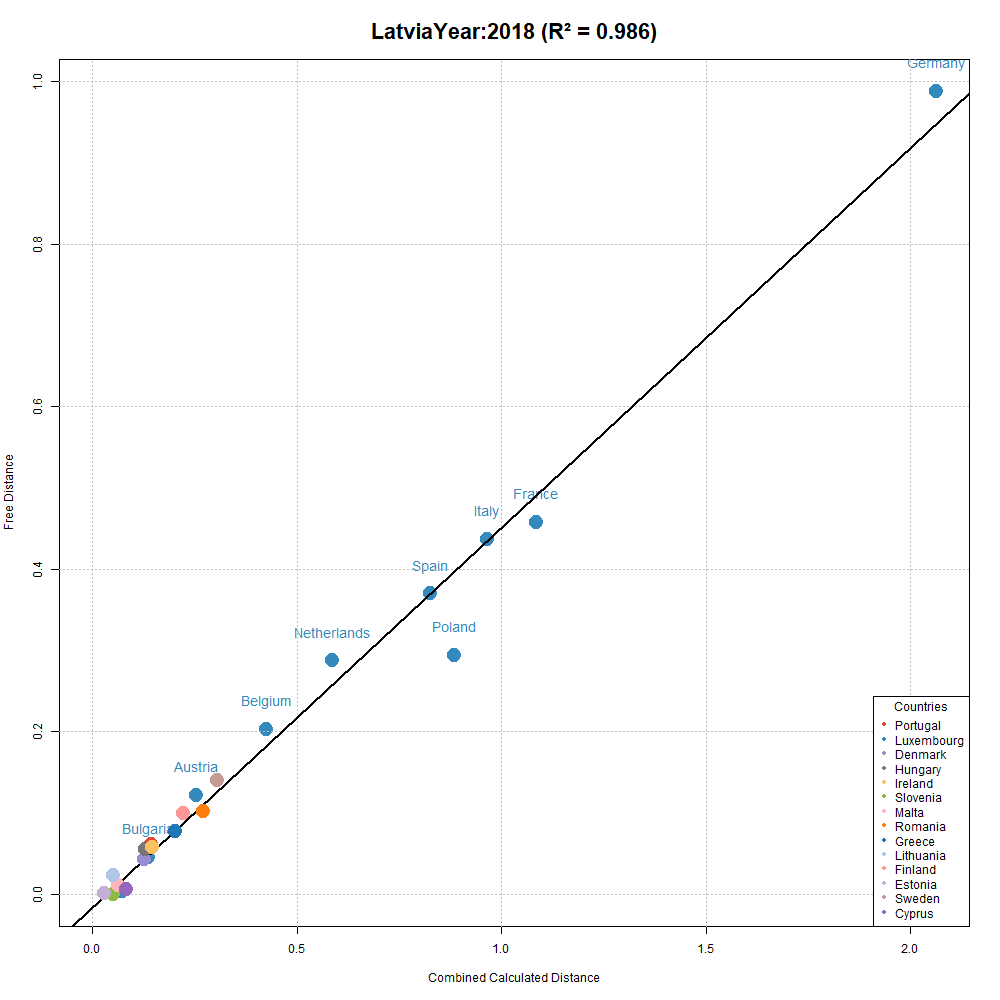 LatviaYear:2018 (R² = 0.986)
Germany
1.0
0.8
0.6
Free Distance
France
Italy
0.4
Spain
Netherlands
Poland
Belgium
0.2
Austria
Bulgaria
0.0
Countries
Portugal
Luxembourg
Denmark
Hungary
Ireland
Slovenia
Malta
Romania
Greece
Lithuania
Finland
Estonia
Sweden
Cyprus
0.0 0.5 1.0 1.5 2.0
Combined Calculated Distance